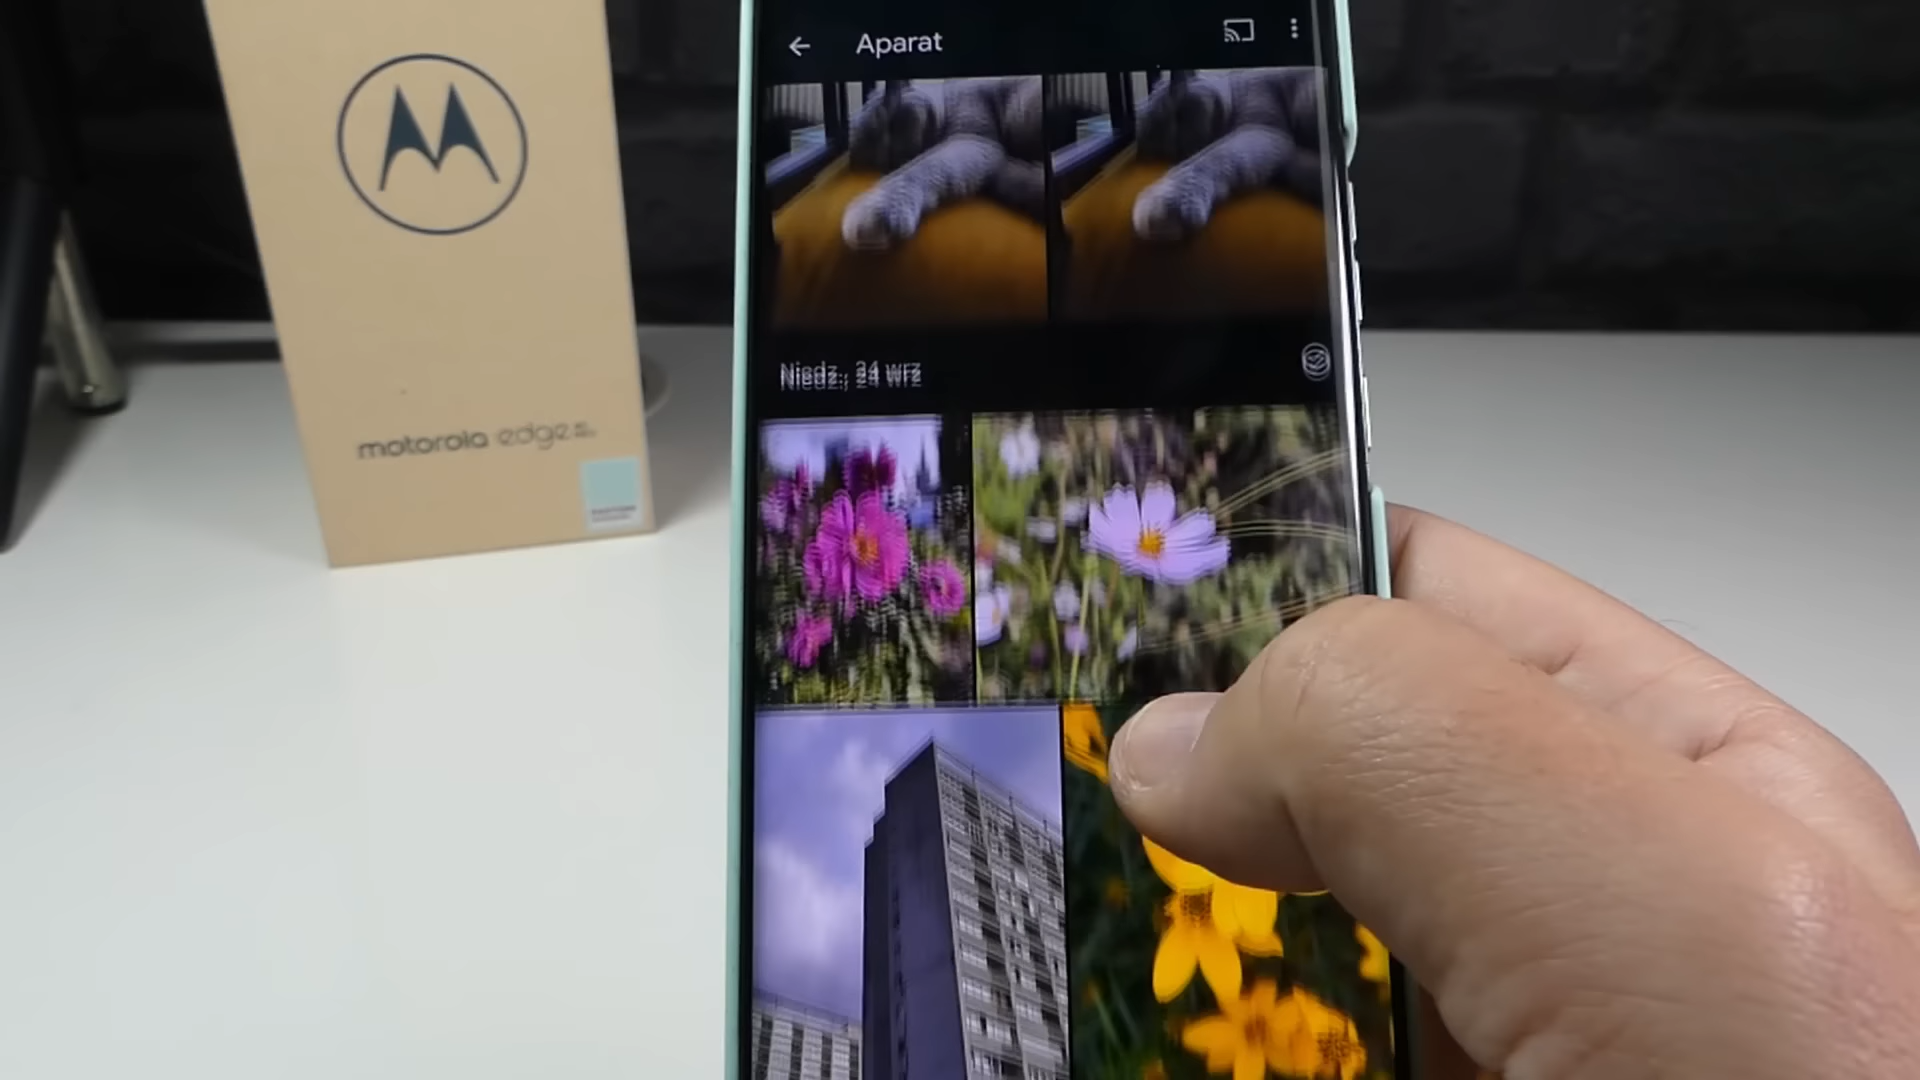 Aparat
Niedz., 24 wrz
motorola edge